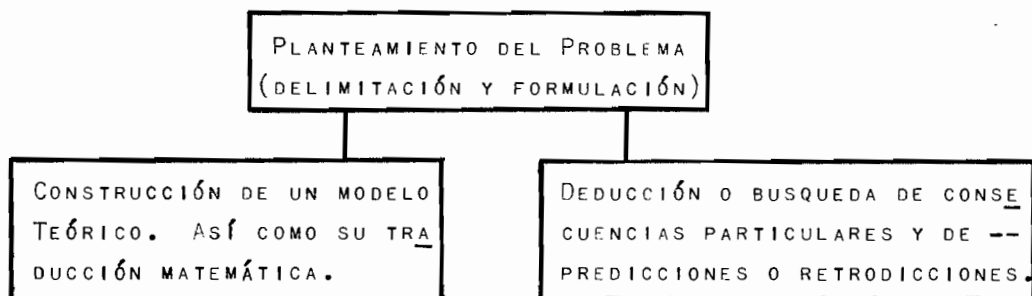 PLANTEAMIENTO DEL PROBLEMA
(DELIMITACIÓN Y FORMULACIÓN)
CONSTRUCCIÓN DE UN MODELO
TEÓRICO. ASÍ COMO SU TRA
DUCCIÓN MATEMÁTICA.
DEDUCCIÓN O BUSQUEDA DE CONSE
CUENCIAS PARTICULARES Y DE --
PREDICCIONES O RETRODICCIONES.